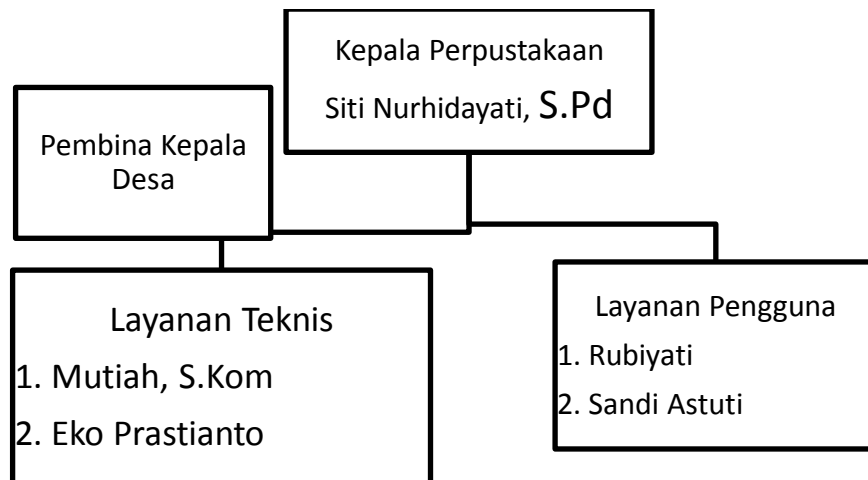 Kepala Perpustakaan
Siti Nurhidayati, S.Pd
Pembina Kepala
Desa
Layanan Teknis
1. Mutiah, S.Kom
2. Eko Prastianto
Layanan Pengguna
1. Rubiyati
2. Sandi Astuti